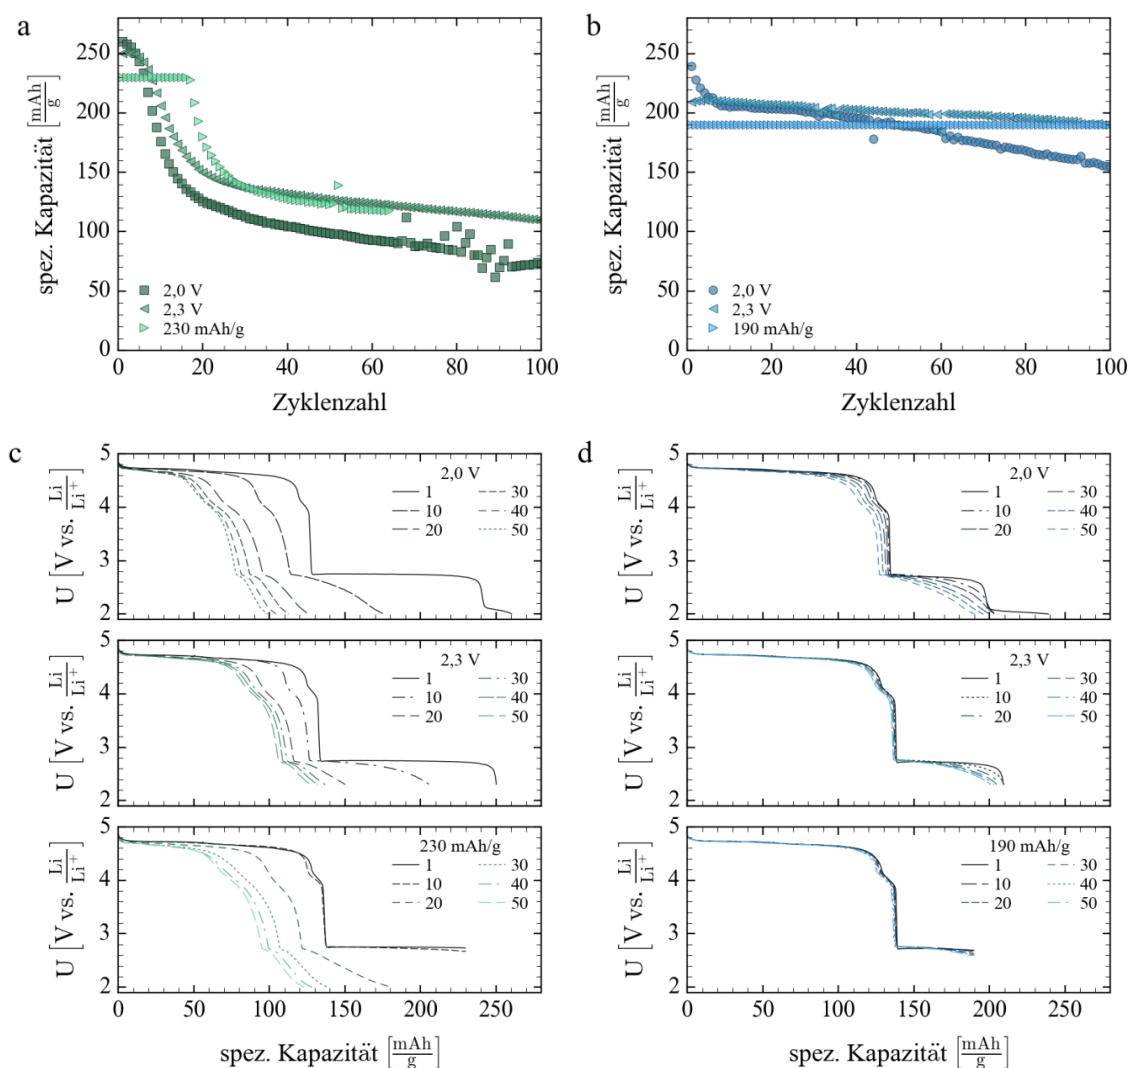 a
spez. Kapazität [mAh/g]
250
200
150
100
50
0
2,0 V
2,3 V
230 mAh/g
0 20 40 60 80 100
Zyklenzahl
b
spez. Kapazität [mAh/g]
250
200
150
100
50
0
2,0 V
2,3 V
190 mAh/g
0 20 40 60 80 100
Zyklenzahl
c
U [V vs. Li/Li+]
5
4
3
2
2,0 V
1 30
10 40
20 50
U [V vs. Li/Li+]
5
4
3
2
2,3 V
1 30
10 40
20 50
U [V vs. Li/Li+]
5
4
3
2
230 mAh/g
1 30
10 40
20 50
0 50 100 150 200 250
spez. Kapazität [mAh/g]
d
U [V vs. Li/Li+]
5
4
3
2
2,0 V
1 30
10 40
20 50
U [V vs. Li/Li+]
5
4
3
2
2,3 V
1 30
10 40
20 50
U [V vs. Li/Li+]
5
4
3
2
190 mAh/g
1 30
10 40
20 50
0 50 100 150 200 250
spez. Kapazität [mAh/g]